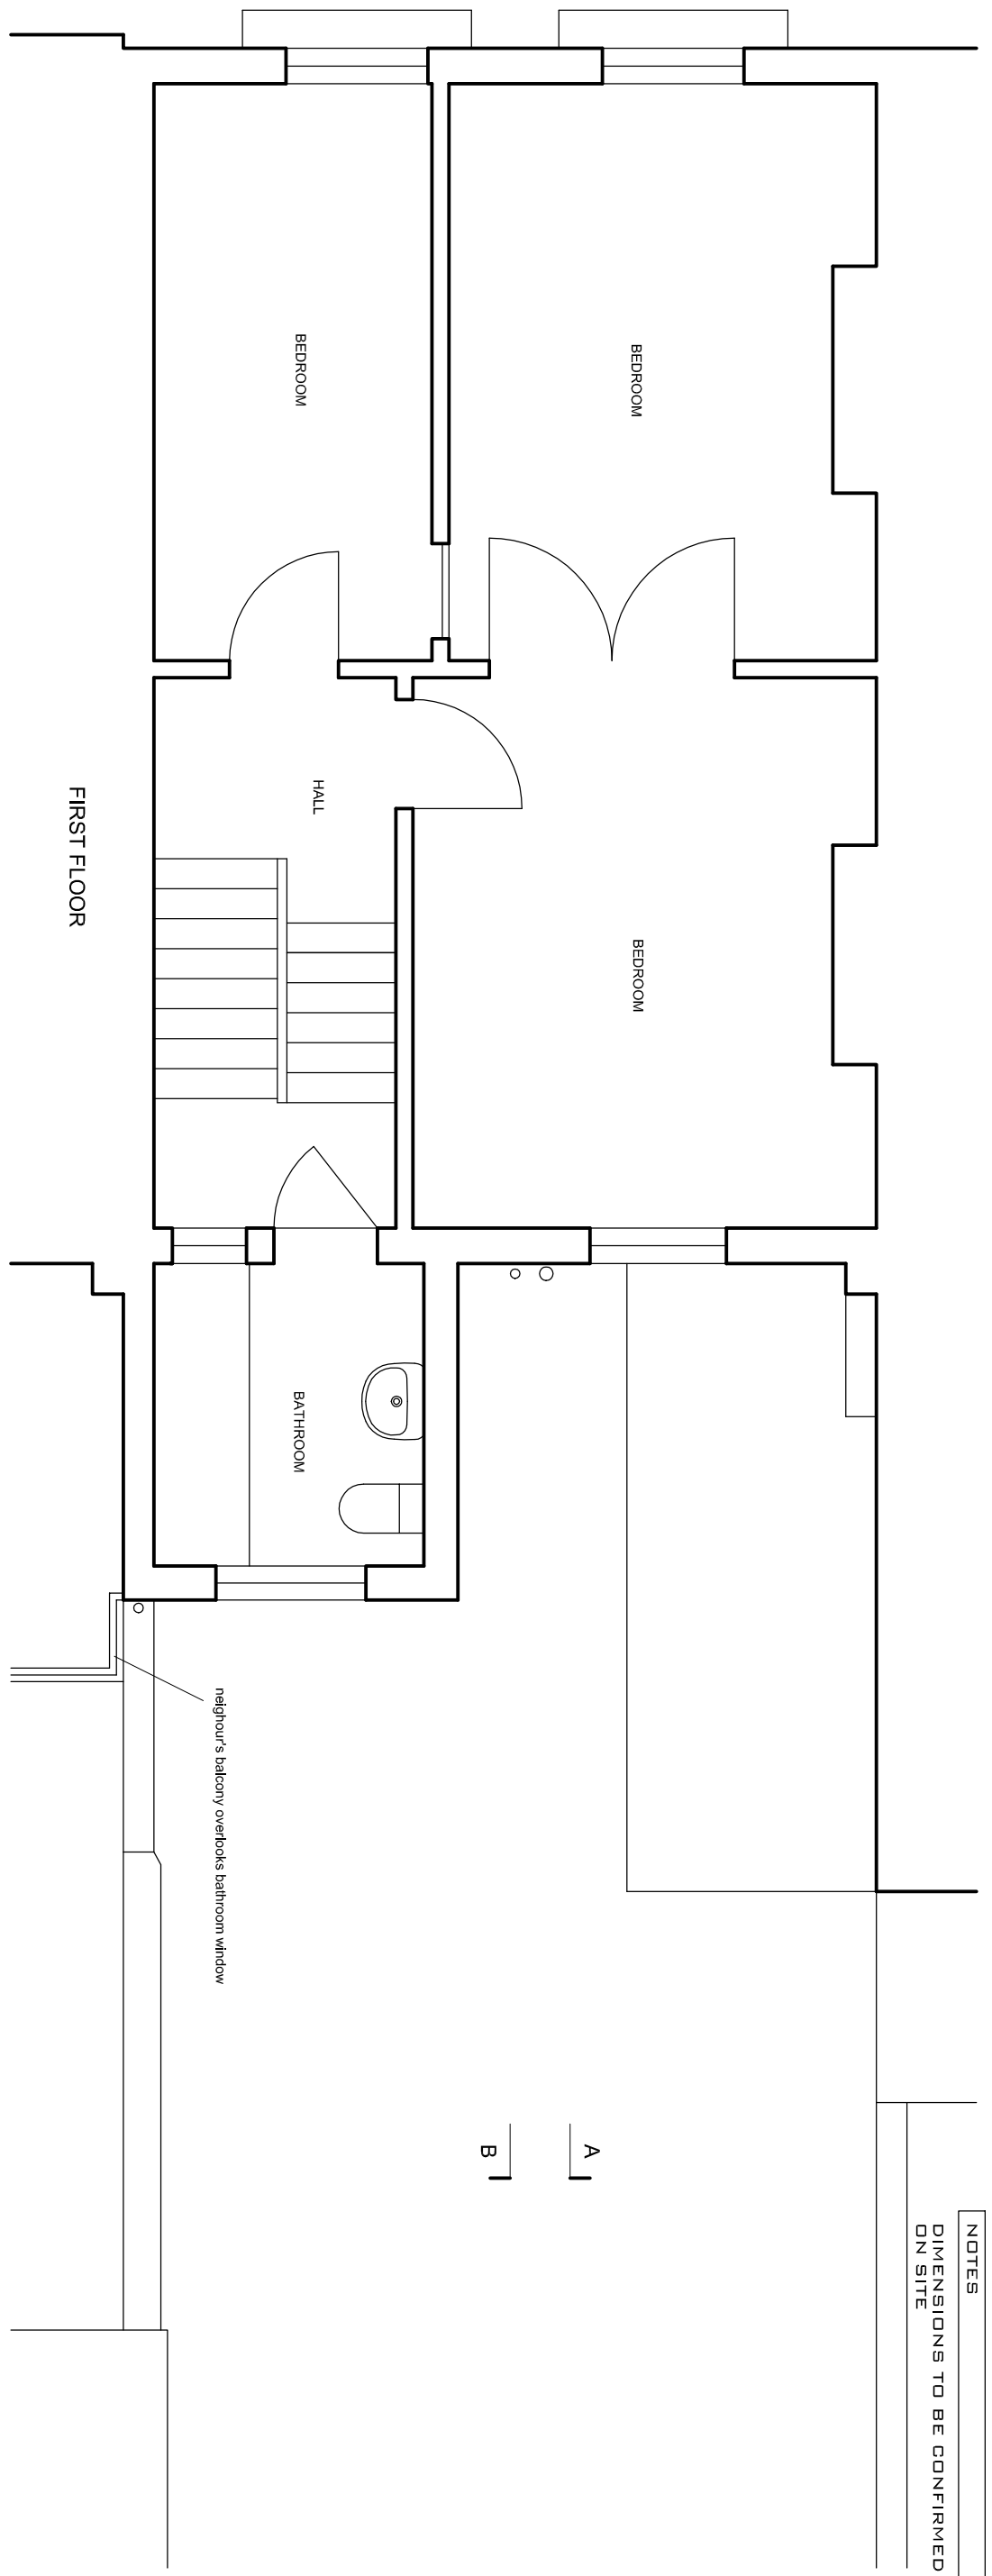 BEDROOM
BEDROOM
BEDROOM
HALL
BATHROOM
FIRST FLOOR
neighour's balcony overlooks bathroom window
A
B
NOTES
DIMENSIONS TO BE CONFIRMED
ON SITE